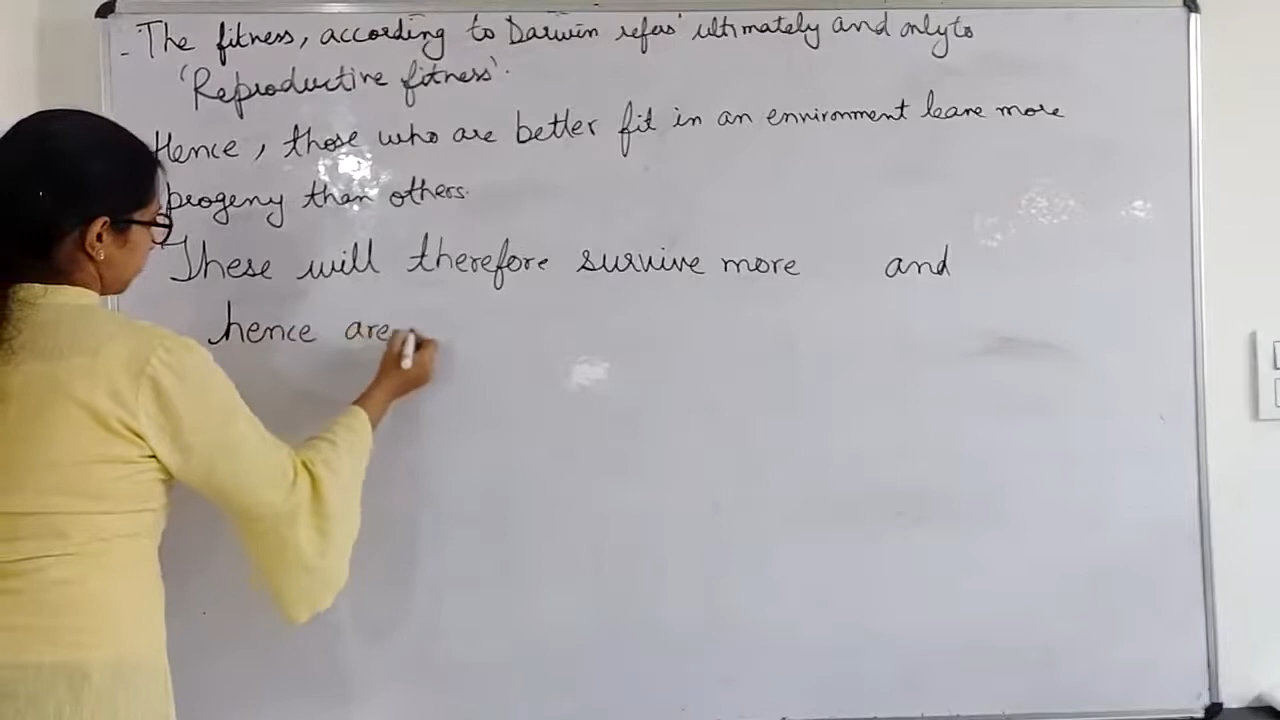 - The fitness, according to Darwin refers ultimately and only to
'Reproductive fitness'.
Hence, those who are better fit in an environment leave more
progeny than others.
These will therefore survive more and
hence are